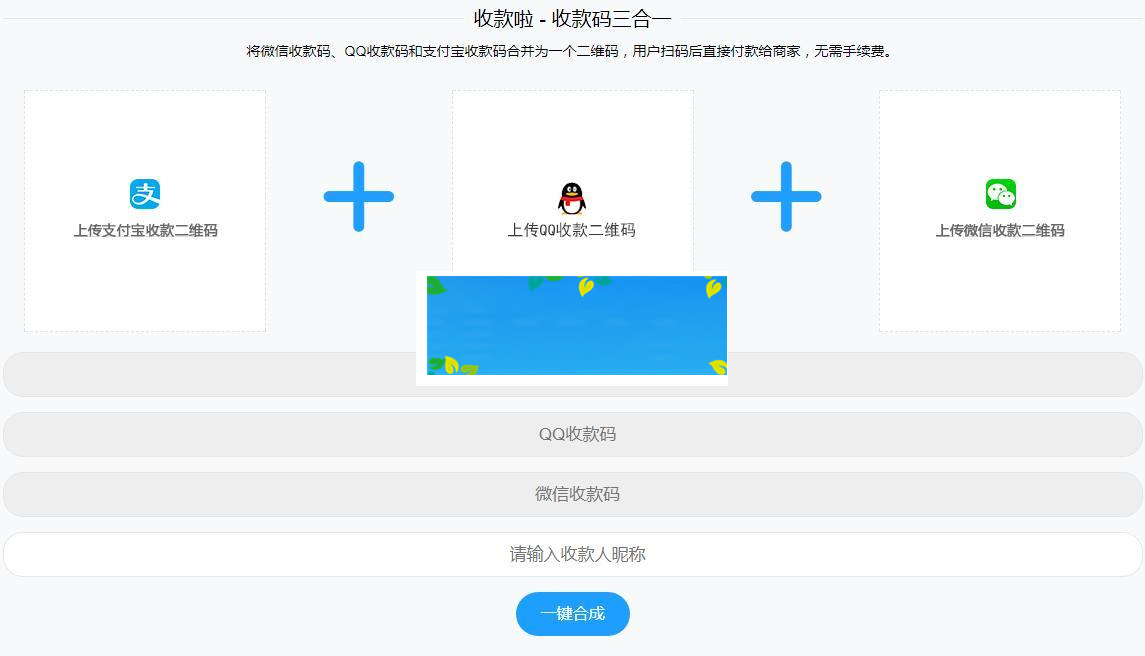 收款啦 - 收款码三合一
将微信收款码、QQ收款码和支付宝收款码合并为一个二维码，用户扫码后直接付款给商家，无需手续费。
支
上传支付宝收款二维码
上传QQ收款二维码
上传微信收款二维码
QQ收款码
微信收款码
请输入收款人昵称
一键合成